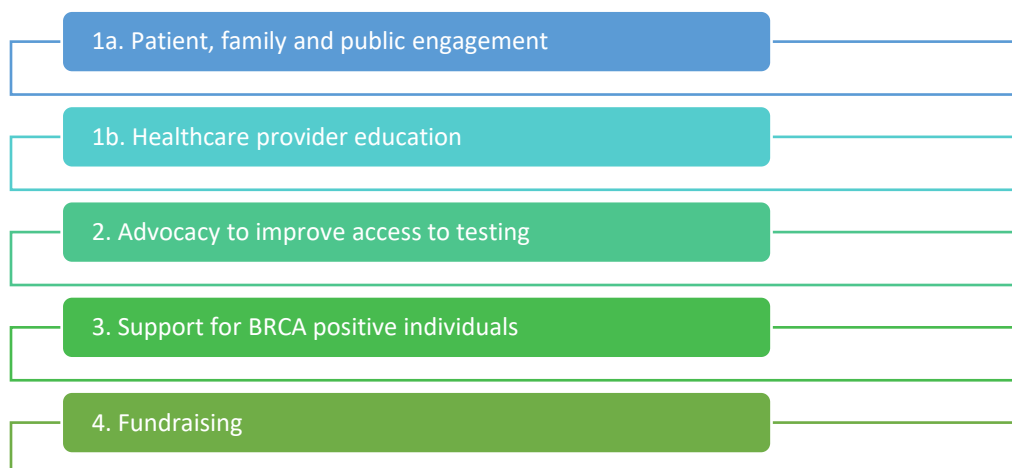 1a. Patient, family and public engagement
1b. Healthcare provider education
2. Advocacy to improve access to testing
3. Support for BRCA positive individuals
4. Fundraising